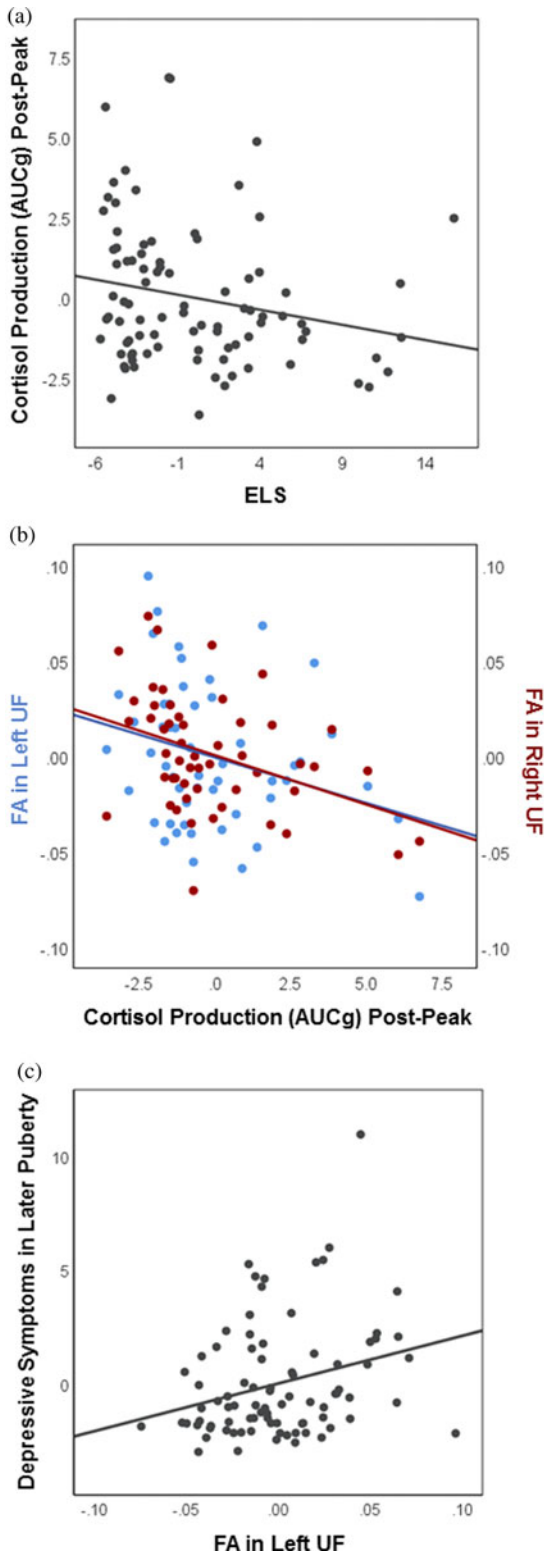 (a)
Cortisol Production (AUCg) Post-Peak
7.5
5.0
2.5
.0
-2.5
-6 -1 4 9 14
ELS
(b)
FA in Left UF
.10 .10
.05 .05
.00 .00
-.05 -.05
-.10 -.10
FA in Right UF
-2.5 .0 2.5 5.0 7.5
Cortisol Production (AUCg) Post-Peak
(c)
Depressive Symptoms in Later Puberty
10
5
0
-.10 -.05 .00 .05 .10
FA in Left UF